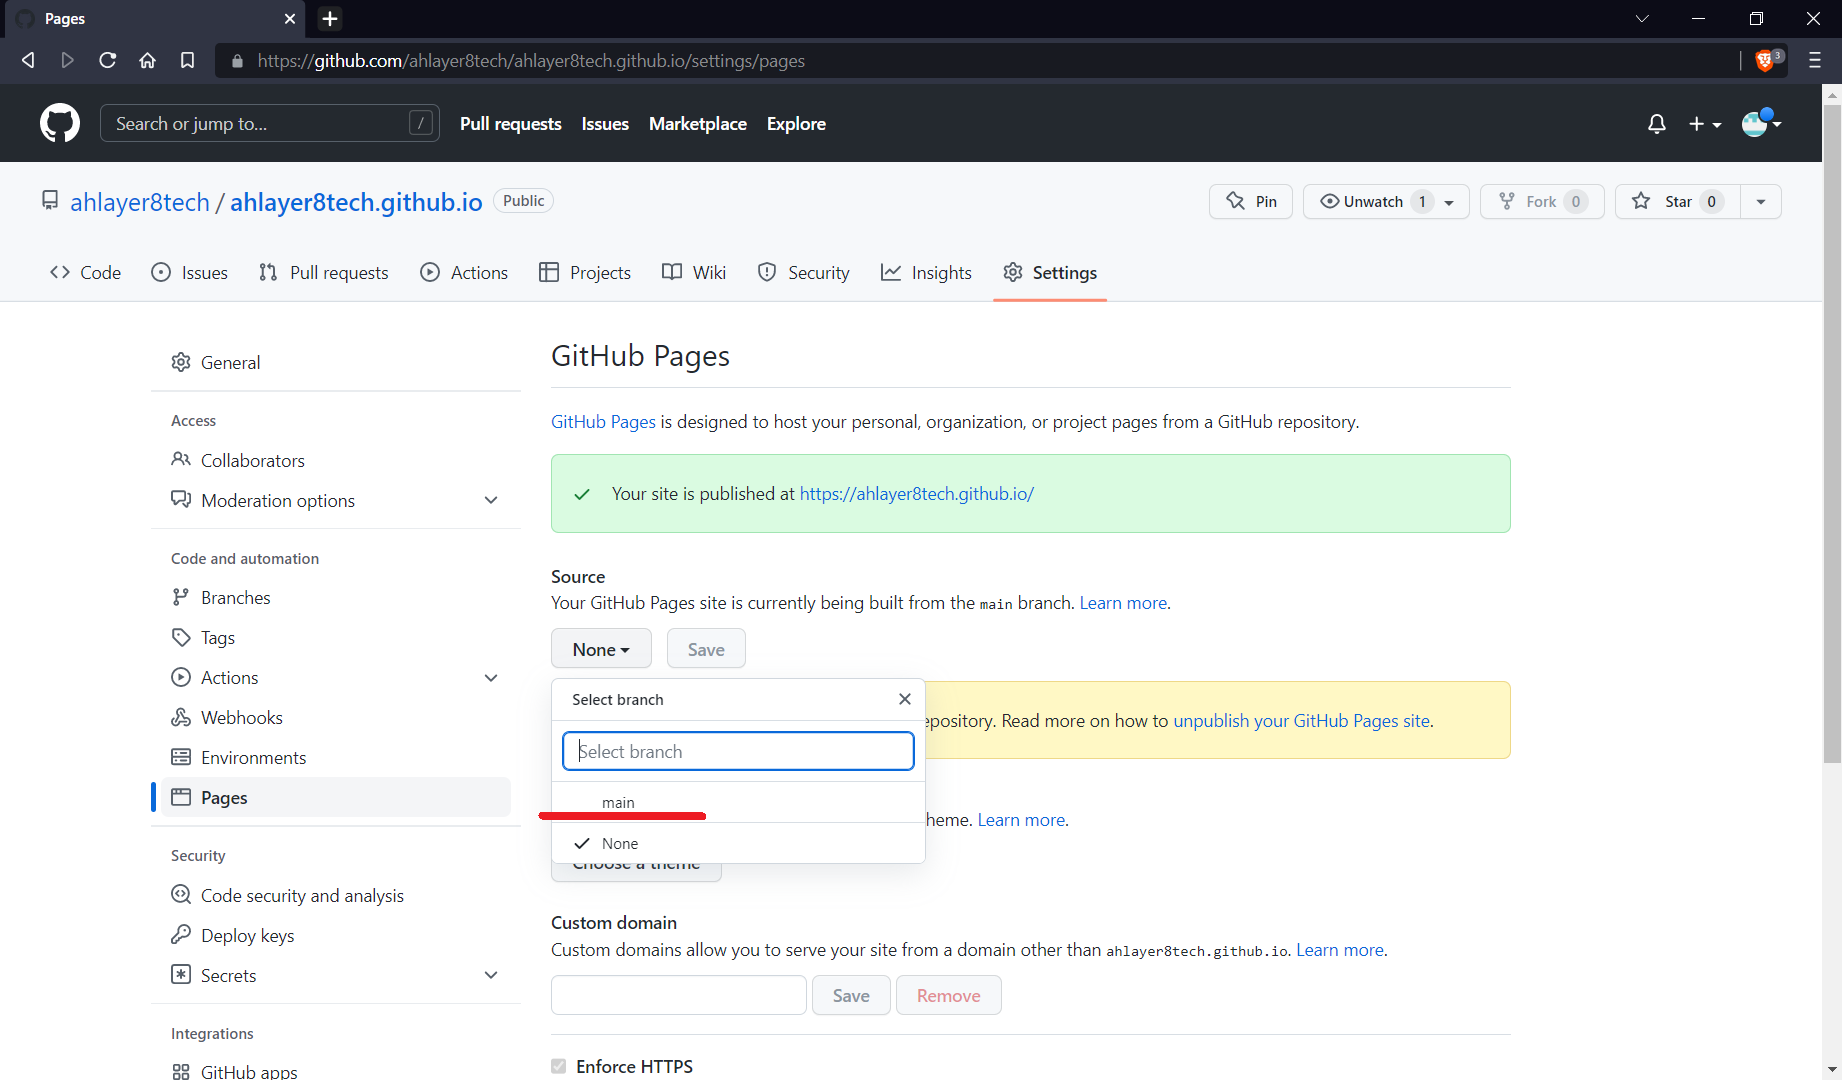 Pages
https://github.com/ahlayer8tech/ahlayer8tech.github.io/settings/pages
3
Search or jump to...
/
Pull requests
Issues
Marketplace
Explore
ahlayer8tech / ahlayer8tech.github.io
Public
Pin
Unwatch 1
Fork 0
Star 0
Code
Issues
Pull requests
Actions
Projects
Wiki
Security
Insights
Settings
General
Access
Collaborators
Moderation options
Code and automation
Branches
Tags
Actions
Webhooks
Environments
Pages
Security
Code security and analysis
Deploy keys
Secrets
Integrations
GitHub apps
GitHub Pages
GitHub Pages is designed to host your personal, organization, or project pages from a GitHub repository.
Your site is published at https://ahlayer8tech.github.io/
Source
Your GitHub Pages site is currently being built from the main branch. Learn more.
None
Save
Select branch
epository. Read more on how to unpublish your GitHub Pages site.
Select branch
main
heme. Learn more.
None
Choose a theme
Custom domain
Custom domains allow you to serve your site from a domain other than ahlayer8tech.github.io. Learn more.
Save
Remove
Enforce HTTPS